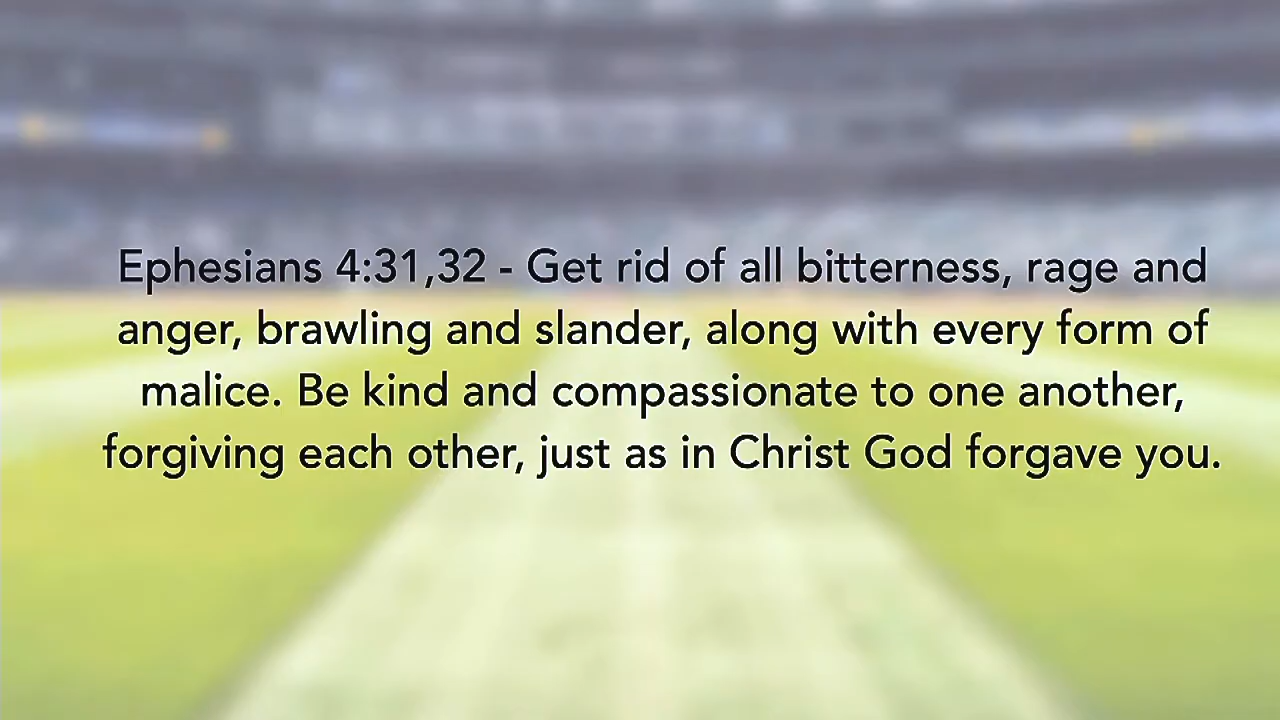 Ephesians 4:31,32 - Get rid of all bitterness, rage and
anger, brawling and slander, along with every form of
malice. Be kind and compassionate to one another,
forgiving each other, just as in Christ God forgave you.